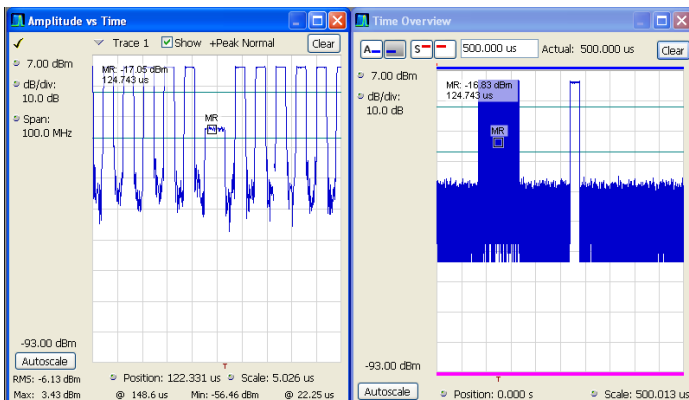 Amplitude vs Time
Trace 1 Show +Peak Normal Clear
7.00 dBm
dB/div:
10.0 dB
Span:
100.0 MHz
MR: -17.05 dBm
124.743 us
MR
-93.00 dBm
Autoscale
T
Position: 122.331 us Scale: 5.026 us
RMS: -6.13 dBm
Max: 3.43 dBm @ 148.6 us Min: -56.46 dBm @ 22.25 us
Time Overview
A S 500.000 us Actual: 500.000 us Clear
7.00 dBm
dB/div:
10.0 dB
MR: -16.83 dBm
124.743 us
MR
-93.00 dBm
T
Autoscale Position: 0.000 s Scale: 500.013 us